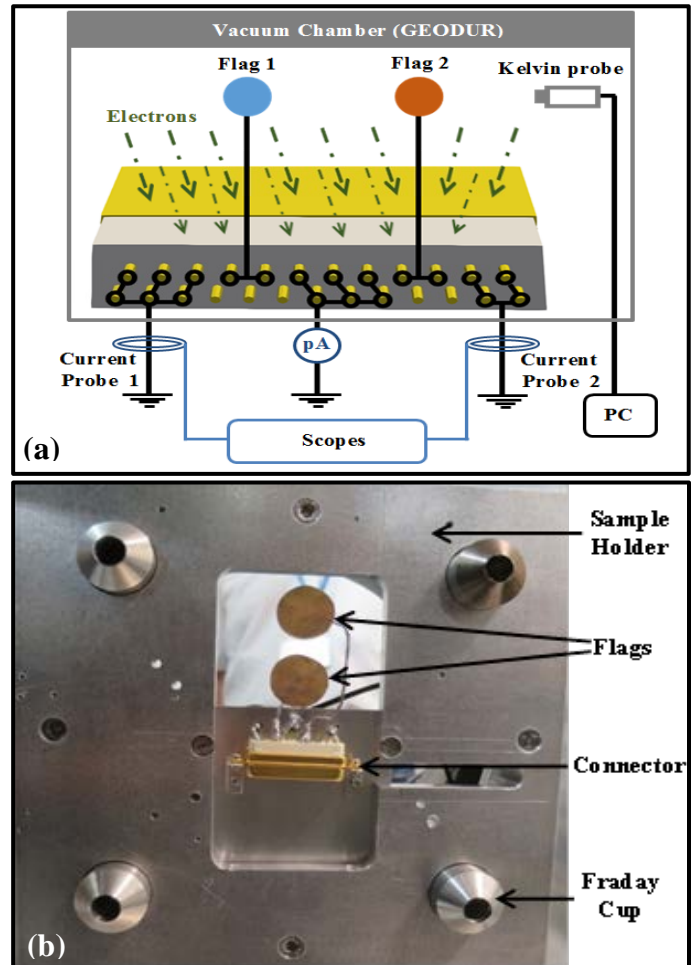 Vacuum Chamber (GEODUR)
Flag 1
Flag 2
Kelvin probe
Electrons
pA
Current
Probe 1
Current
Probe 2
PC
Scopes
(a)
Sample
Holder
Flags
Connector
Fraday
Cup
(b)